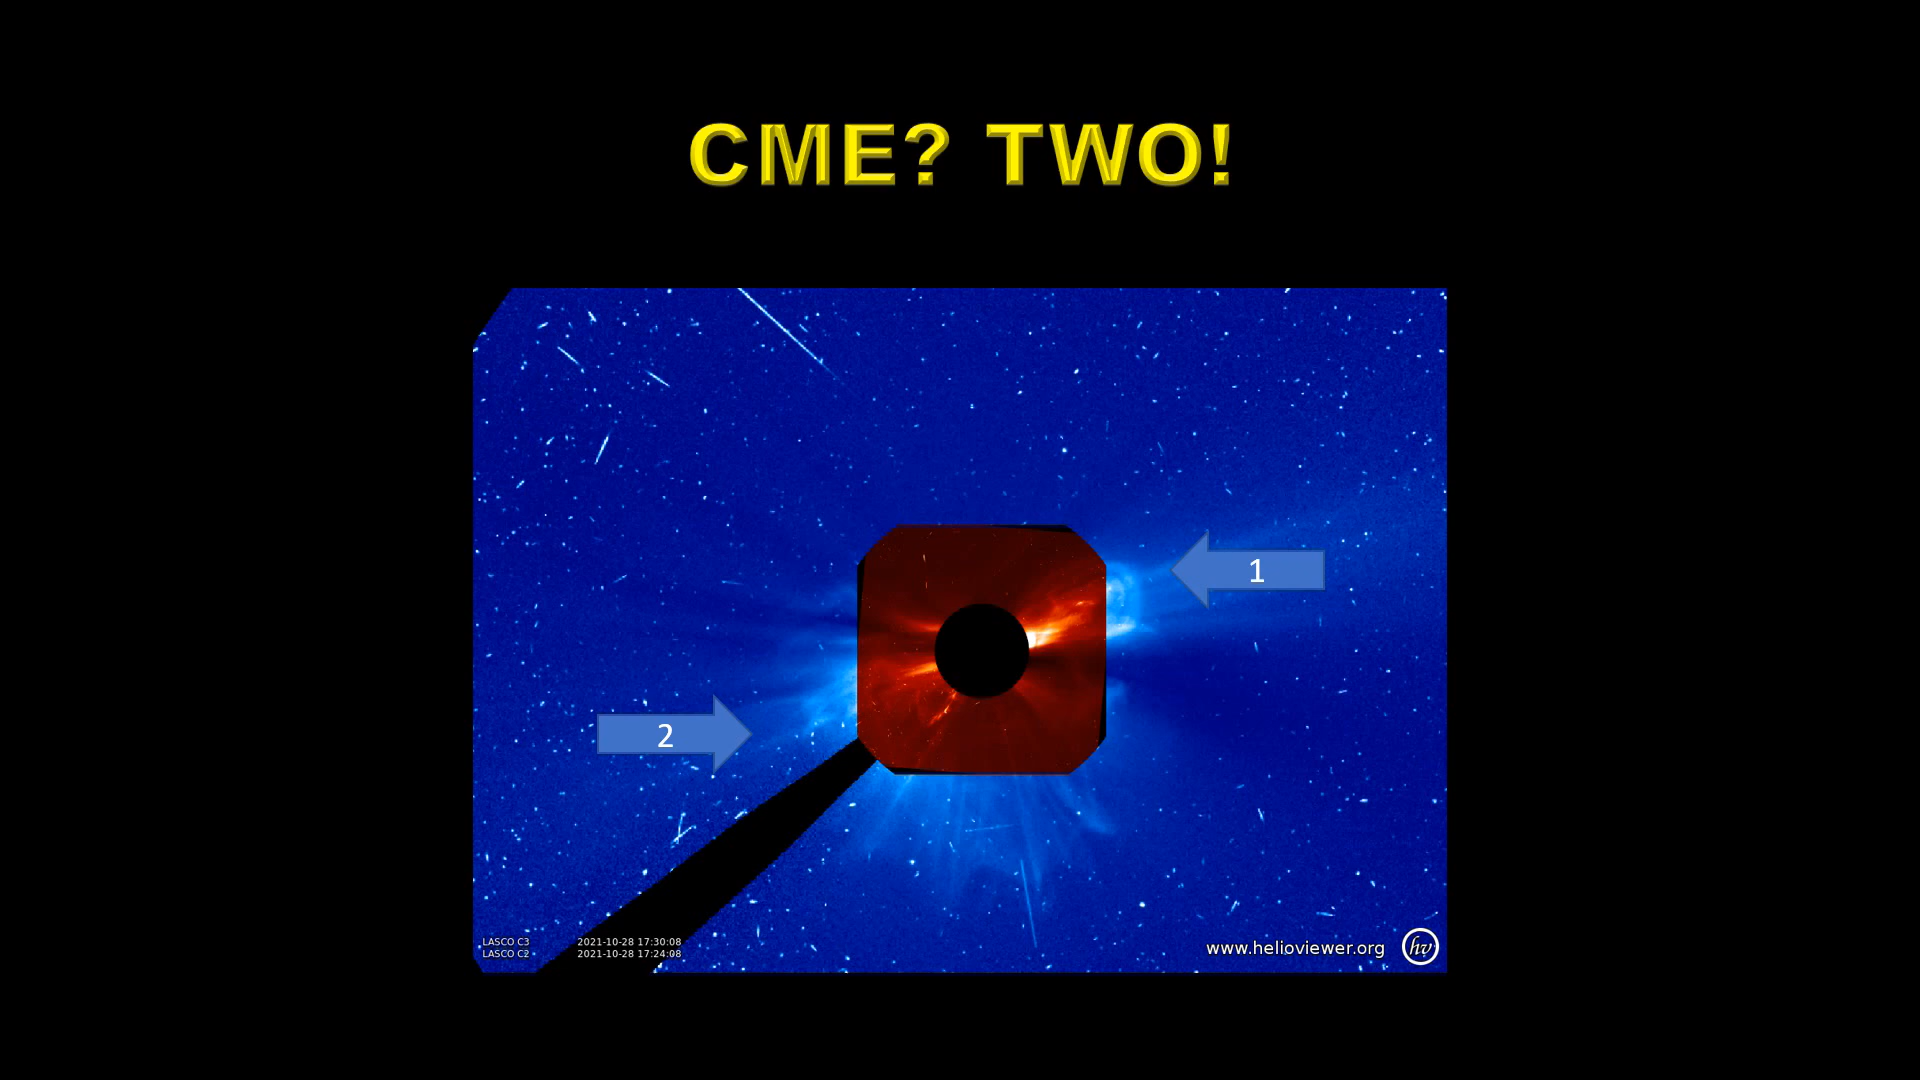 CME? TWO!
1
2
LASCO C3 2021-10-28 17:30:08
LASCO C2 2021-10-28 17:24:08
www.helioviewer.org hv